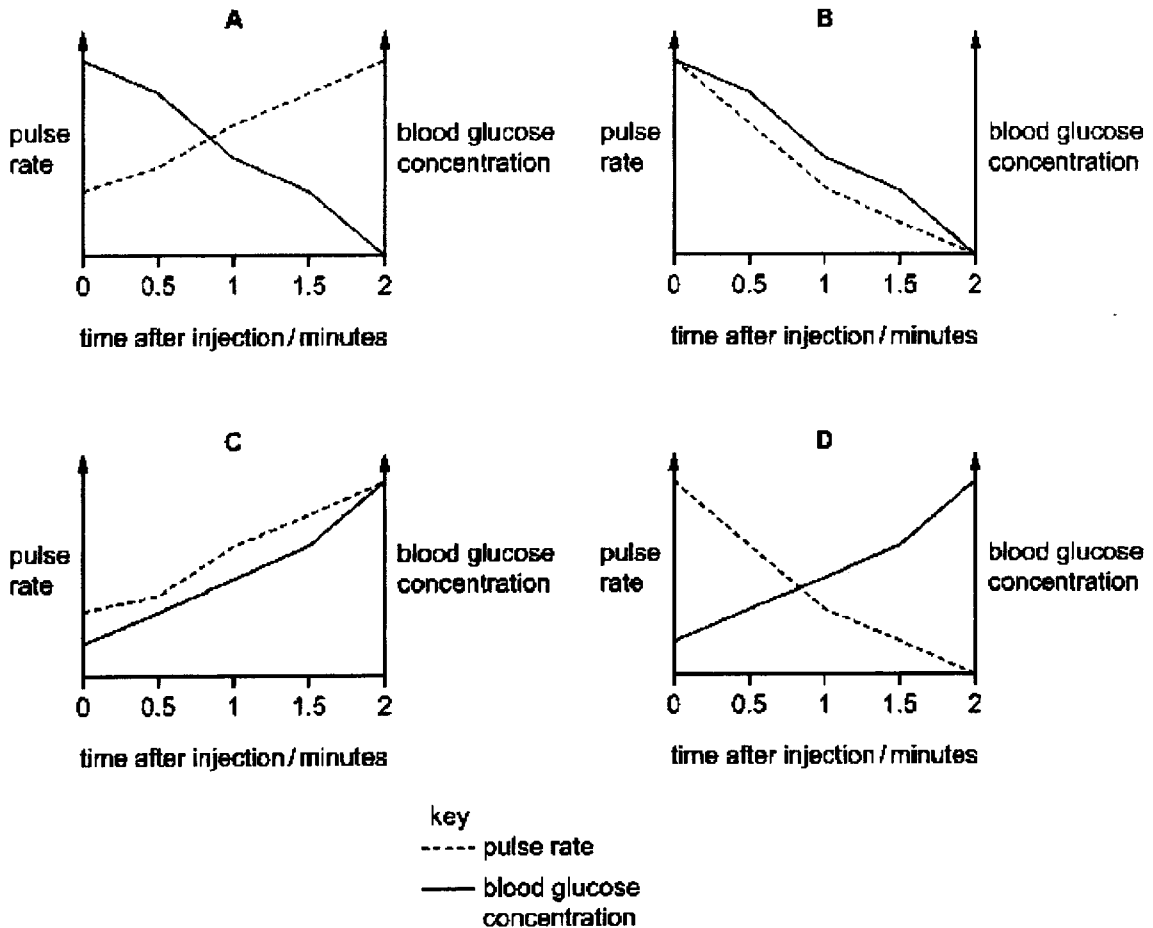 A
pulse
rate
blood glucose
concentration
0 0.5 1 1.5 2
time after injection/minutes
B
pulse
rate
blood glucose
concentration
0 0.5 1 1.5 2
time after injection/minutes
C
pulse
rate
blood glucose
concentration
0 0.5 1 1.5 2
time after injection/minutes
D
pulse
rate
blood glucose
concentration
0 0.5 1 1.5 2
time after injection/minutes
key
pulse rate
blood glucose
concentration